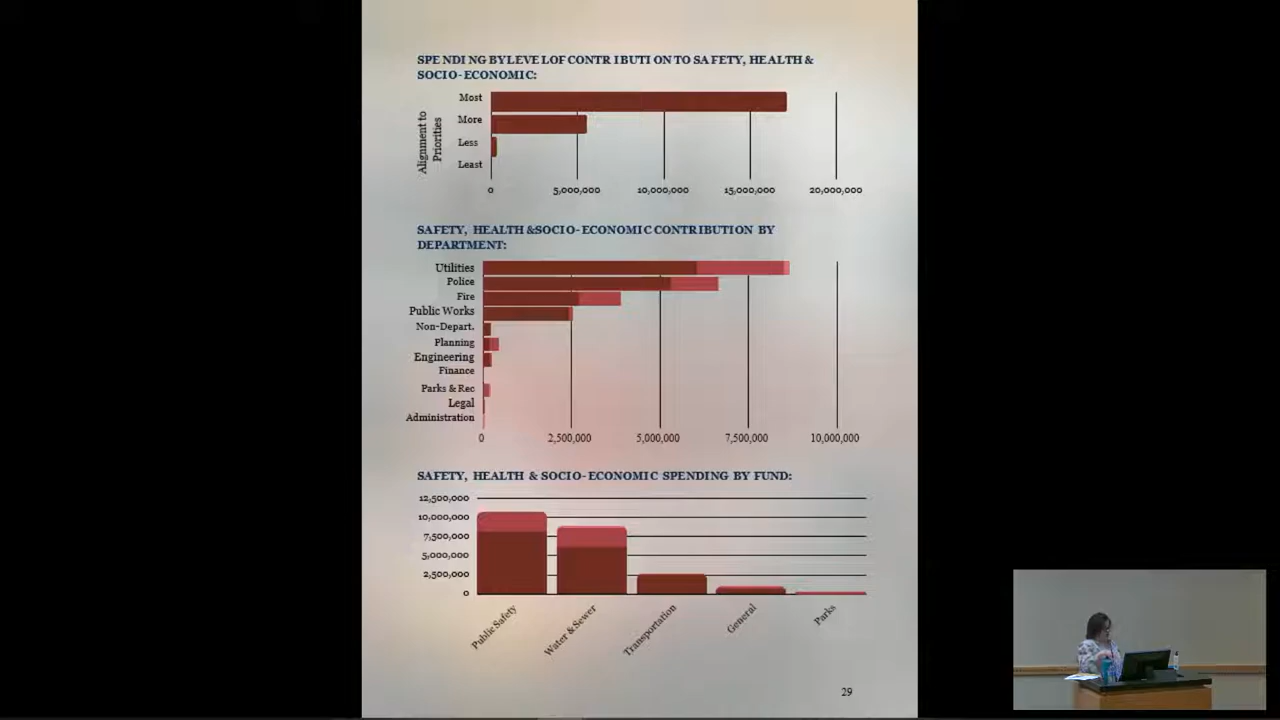 SPENDING BY LEVEL OF CONTRIBUTION TO SAFETY, HEALTH &
SOCIO-ECONOMIC:
Alignment to
Priorities
Most
More
Less
Least
0 5,000,000 10,000,000 15,000,000 20,000,000
SAFETY, HEALTH &SOCIO-ECONOMIC CONTRIBUTION BY
DEPARTMENT:
Utilities
Police
Fire
Public Works
Non-Depart.
Planning
Engineering
Finance
Parks & Rec
Legal
Administration
0 2,500,000 5,000,000 7,500,000 10,000,000
SAFETY, HEALTH & SOCIO-ECONOMIC SPENDING BY FUND:
12,500,000
10,000,000
7,500,000
5,000,000
2,500,000
0
Public Safety
Water & Sewer
Transportation
General
Parks
29